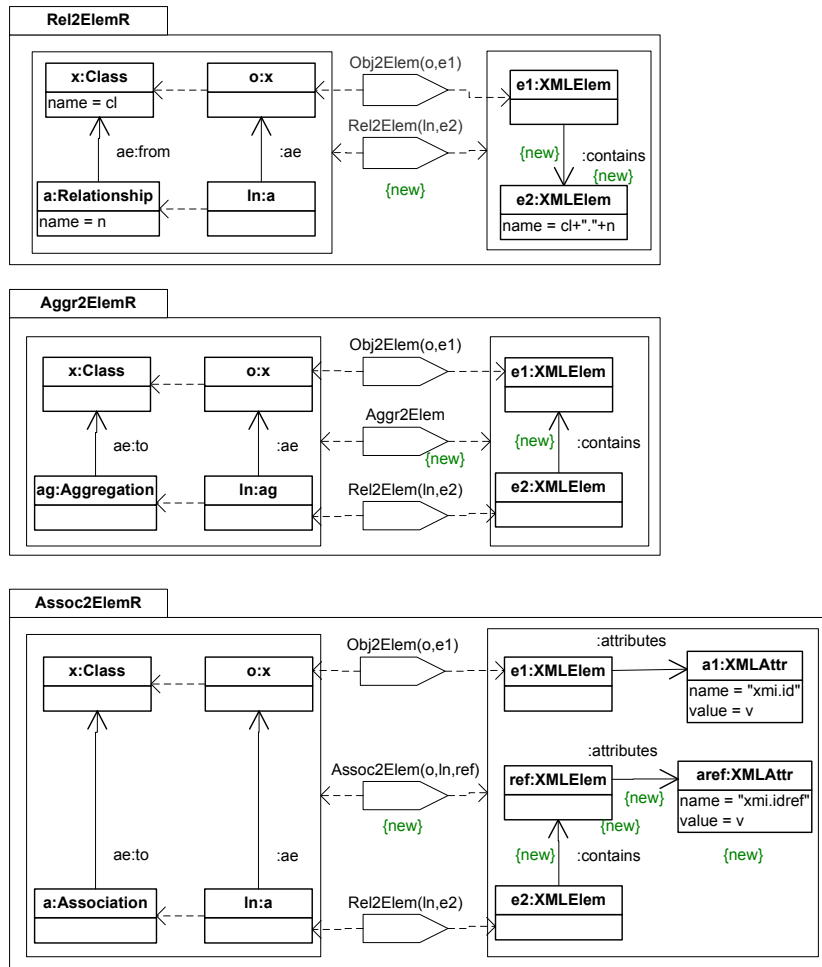 Rel2ElemR
x:Class
name = cl
o:x
Obj2Elem(o,e1)
e1:XMLElem
ae:from
:ae
Rel2Elem(ln,e2)
{new}
{new}
:contains
{new}
a:Relationship
name = n
ln:a
e2:XMLElem
name = cl+"."+n
Aggr2ElemR
x:Class
o:x
Obj2Elem(o,e1)
e1:XMLElem
ae:to
:ae
Aggr2Elem
{new}
{new}
:contains
ag:Aggregation
ln:ag
Rel2Elem(ln,e2)
e2:XMLElem
Assoc2ElemR
x:Class
o:x
Obj2Elem(o,e1)
e1:XMLElem
:attributes
a1:XMLAttr
name = "xmi.id"
value = v
Assoc2Elem(o,ln,ref)
{new}
ref:XMLElem
:attributes
{new}
{new}
aref:XMLAttr
name = "xmi.idref"
value = v
{new}
ae:to
:ae
{new}
:contains
a:Association
ln:a
Rel2Elem(ln,e2)
e2:XMLElem